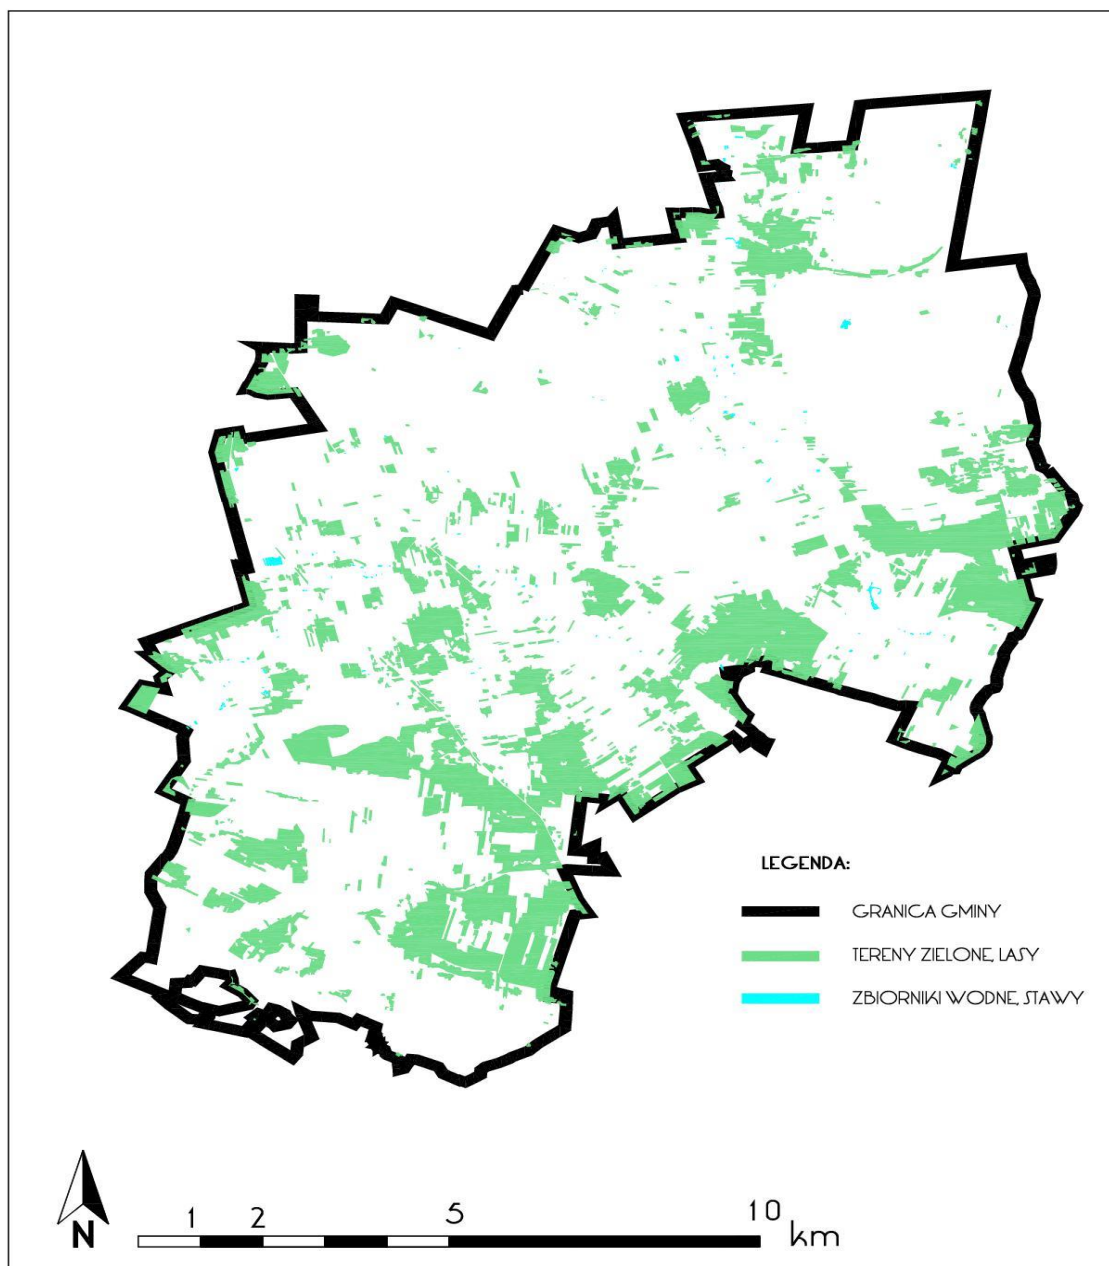 LEGENDA:
GRANICA GMINY
TERENY ZIELONE, LASY
ZBIORNIKI WODNE, STAWY
N
1 2 5 10 km